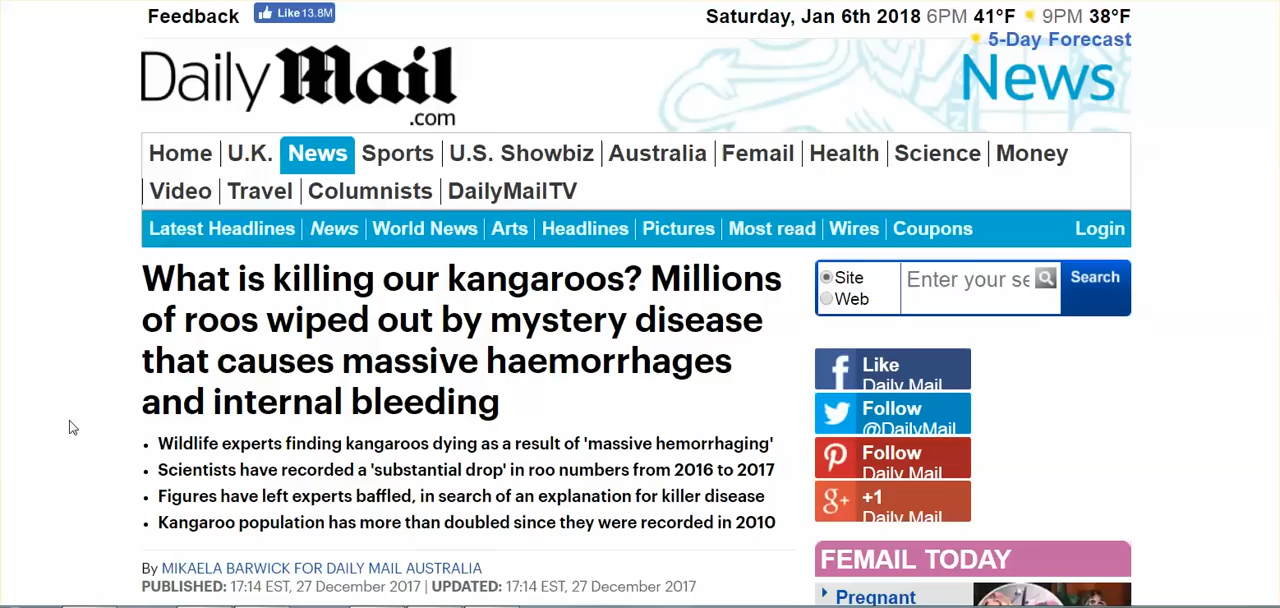 Feedback Like 13.8M
Saturday, Jan 6th 2018 6PM 41°F 9PM 38°F
5-Day Forecast
Daily Mail
.com
News
Home U.K. News Sports U.S. Showbiz Australia Femail Health Science Money
Video Travel Columnists DailyMailTV
Latest Headlines News World News Arts Headlines Pictures Most read Wires Coupons Login
What is killing our kangaroos? Millions
of roos wiped out by mystery disease
that causes massive haemorrhages
and internal bleeding
• Wildlife experts finding kangaroos dying as a result of 'massive hemorrhaging'
• Scientists have recorded a 'substantial drop' in roo numbers from 2016 to 2017
• Figures have left experts baffled, in search of an explanation for killer disease
• Kangaroo population has more than doubled since they were recorded in 2010
By MIKAELA BARWICK FOR DAILY MAIL AUSTRALIA
PUBLISHED: 17:14 EST, 27 December 2017 | UPDATED: 17:14 EST, 27 December 2017
Site
Web
Enter your se
Search
Like
Daily Mail
Follow
@DailyMail
Follow
Daily Mail
+1
Daily Mail
FEMAIL TODAY
Pregnant